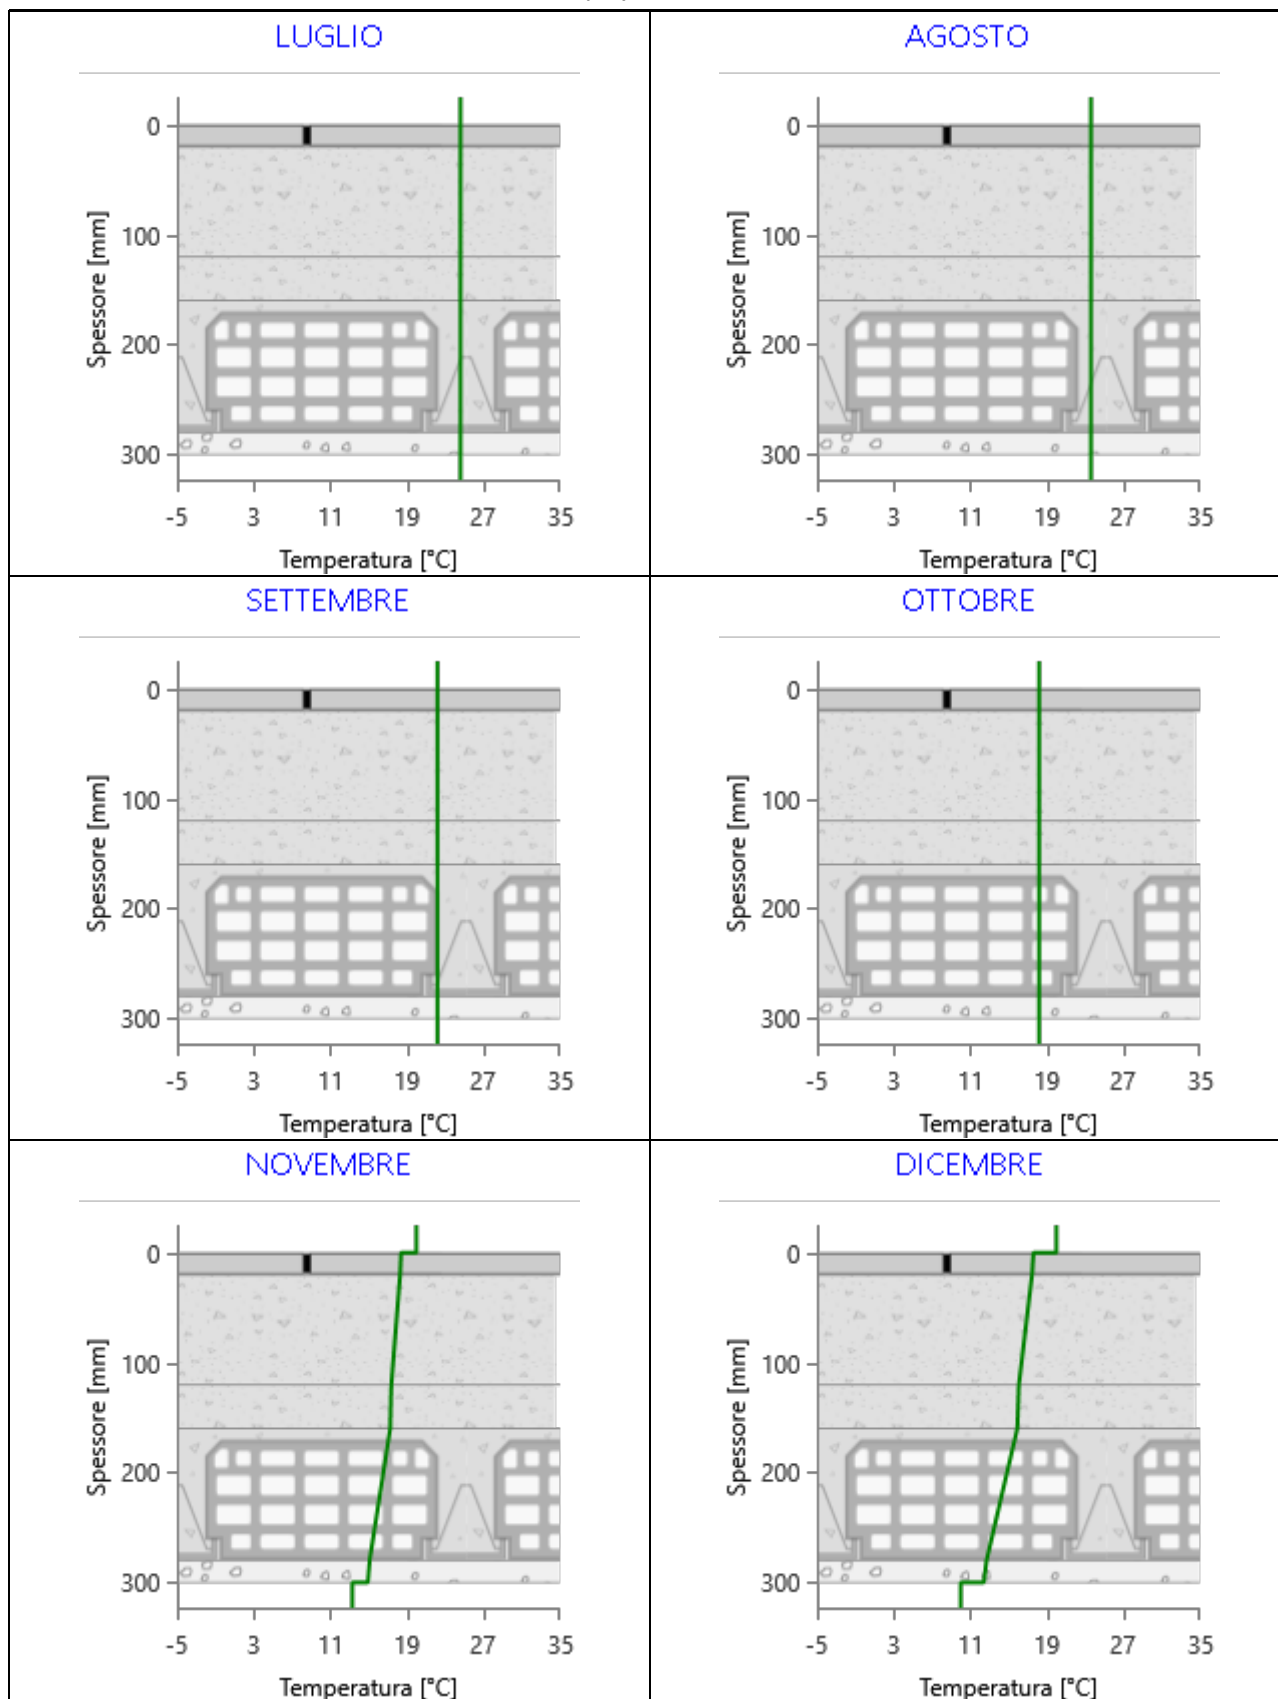 LUGLIO
0
100
200
300
Spessore [mm]
-5 3 11 19 27 35
Temperatura [°C]
AGOSTO
0
100
200
300
Spessore [mm]
-5 3 11 19 27 35
Temperatura [°C]
SETTEMBRE
0
100
200
300
Spessore [mm]
-5 3 11 19 27 35
Temperatura [°C]
OTTOBRE
0
100
200
300
Spessore [mm]
-5 3 11 19 27 35
Temperatura [°C]
NOVEMBRE
0
100
200
300
Spessore [mm]
-5 3 11 19 27 35
Temperatura [°C]
DICEMBRE
0
100
200
300
Spessore [mm]
-5 3 11 19 27 35
Temperatura [°C]